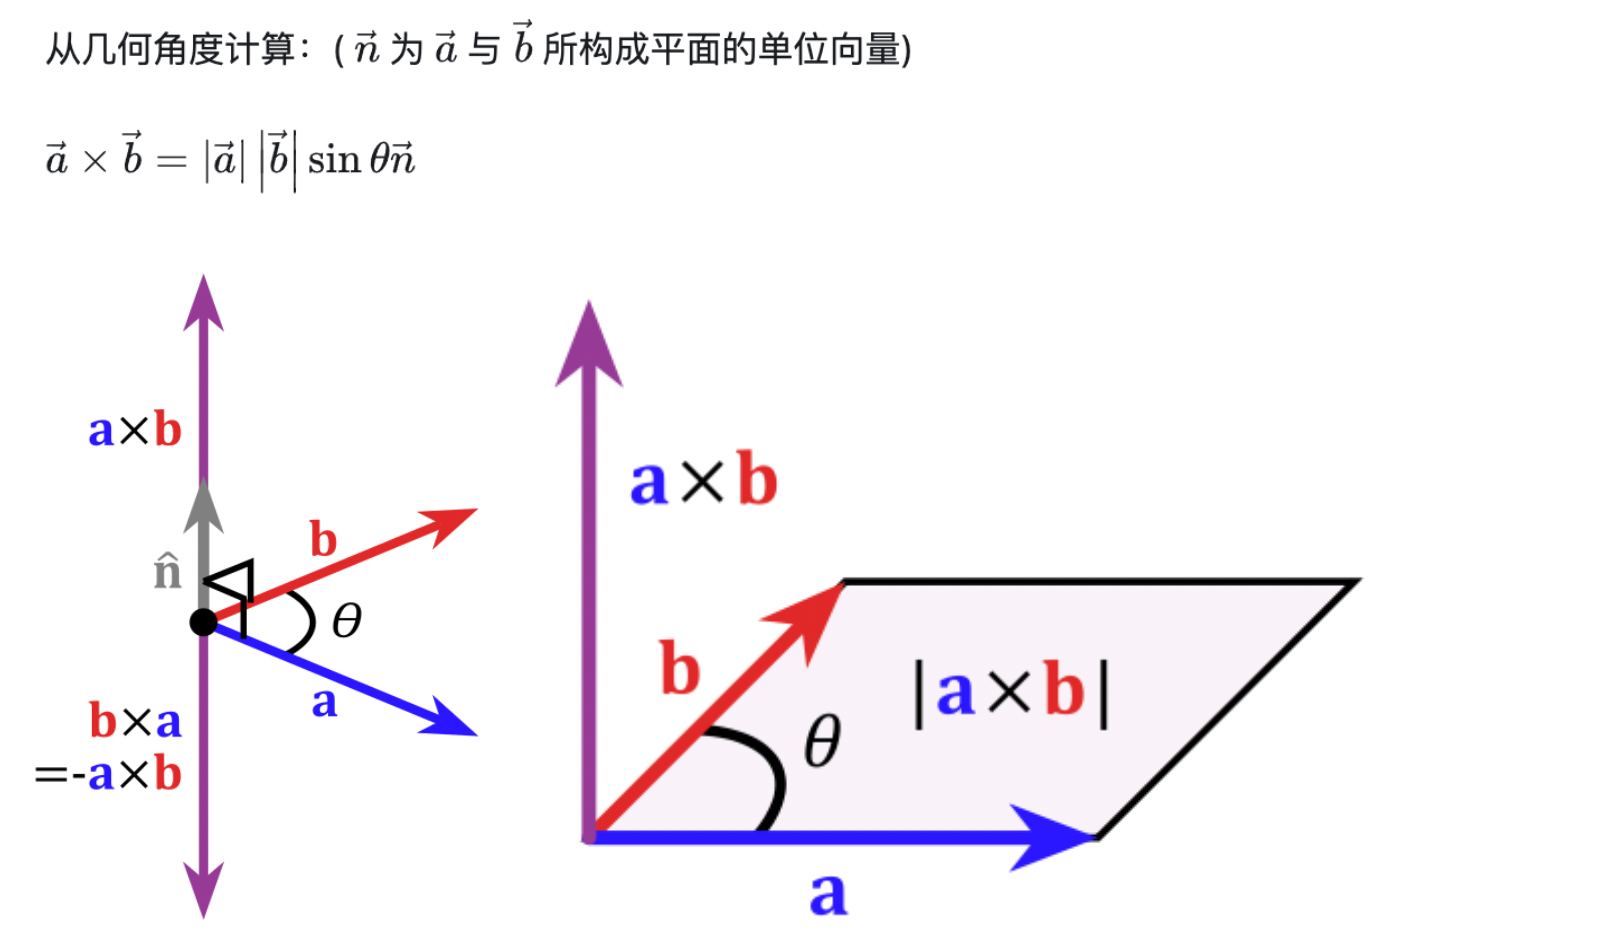 从几何角度计算：( n⃗ 为 a⃗ 与 b⃗ 所构成平面的单位向量)
a⃗ × b⃗ = |a⃗| |b⃗| sin θn⃗
a×b
n̂
b
θ
a
b×a
=-a×b
a×b
b
θ
|a×b|
a